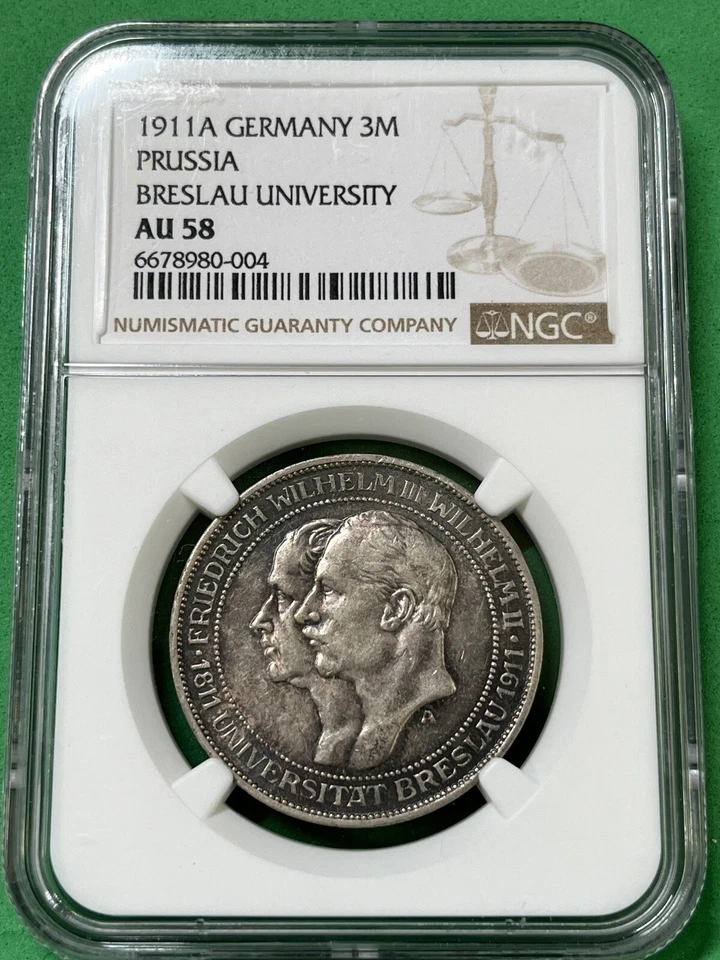 1911A GERMANY 3M
PRUSSIA
BRESLAU UNIVERSITY
AU 58
6678980-004
NUMISMATIC GUARANTY COMPANY
NGC®
FRIEDRICH WILHELM III WILHELM II
1811 UNIVERSITÄT BRESLAU 1911
A